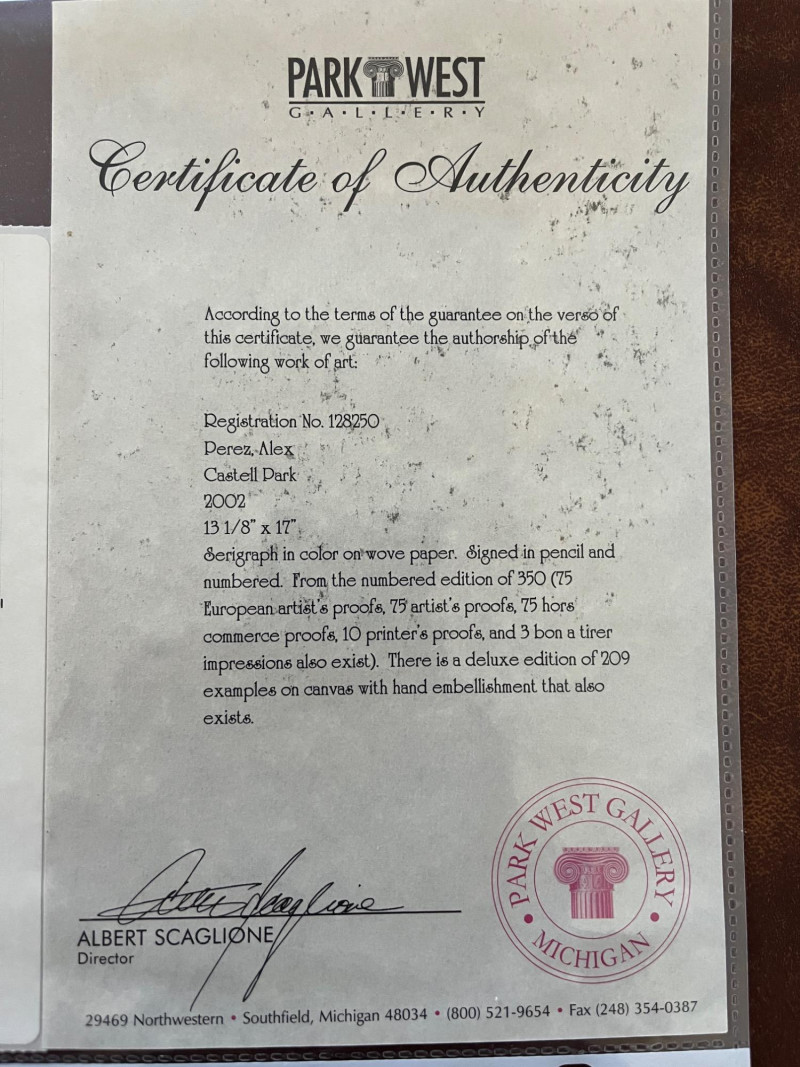 PARK WEST
G•A•L•L•E•R•Y
Certificate of Authenticity
According to the terms of the guarantee on the verso of
this certificate, we guarantee the authorship of the
following work of art:
Registration No. 128250
Perez, Alex
Castell Park
2002
13 1/8" x 17"
Serigraph in color on wove paper. Signed in pencil and
numbered. From the numbered edition of 350 (75
European artist's proofs, 75 artist's proofs, 75 hors
commerce proofs, 10 printer's proofs, and 3 bon a tirer
impressions also exist). There is a deluxe edition of 209
examples on canvas with hand embellishment that also
exists.
PARK WEST GALLERY
• MICHIGAN •
ALBERT SCAGLIONE
Director
29469 Northwestern • Southfield, Michigan 48034 • (800) 521-9654 • Fax (248) 354-0387